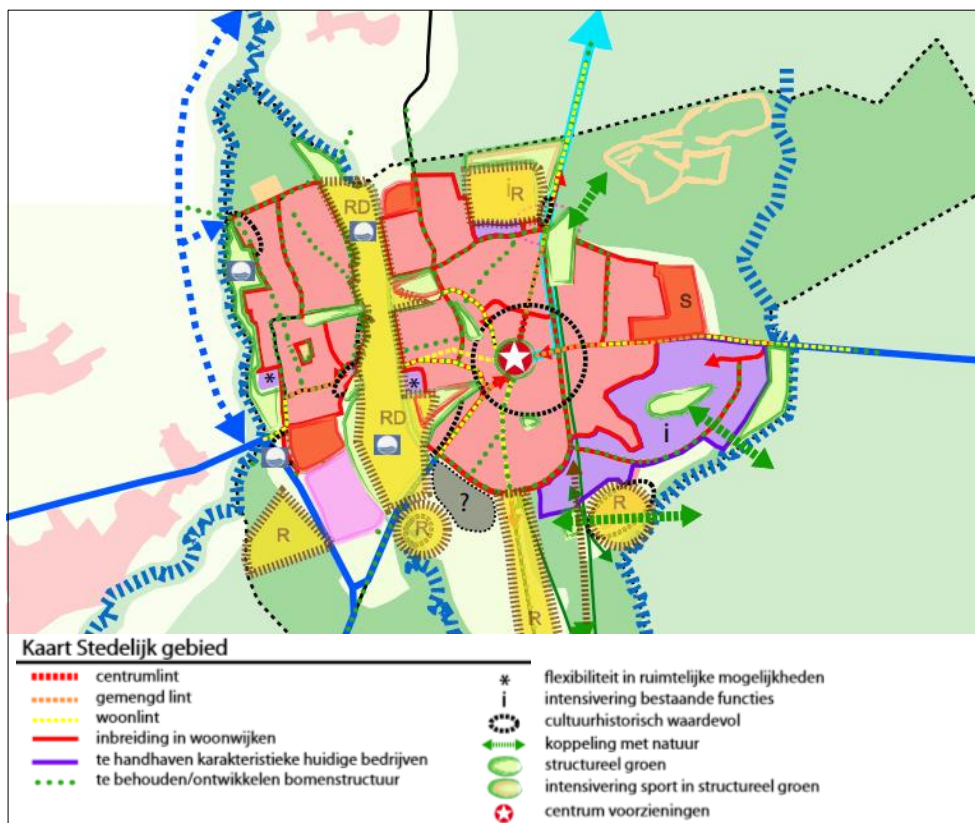 RD
i R
S
*
*
RD
i
?
R
R
R
R
Kaart Stedelijk gebied
centrumlint
gemengd lint
woonlint
inbreiding in woonwijken
te handhaven karakteristieke huidige bedrijven
te behouden/ontwikkelen bomenstructuur
* flexibiliteit in ruimtelijke mogelijkheden
i intensivering bestaande functies
cultuurhistorisch waardevol
koppeling met natuur
structureel groen
intensivering sport in structureel groen
centrum voorzieningen